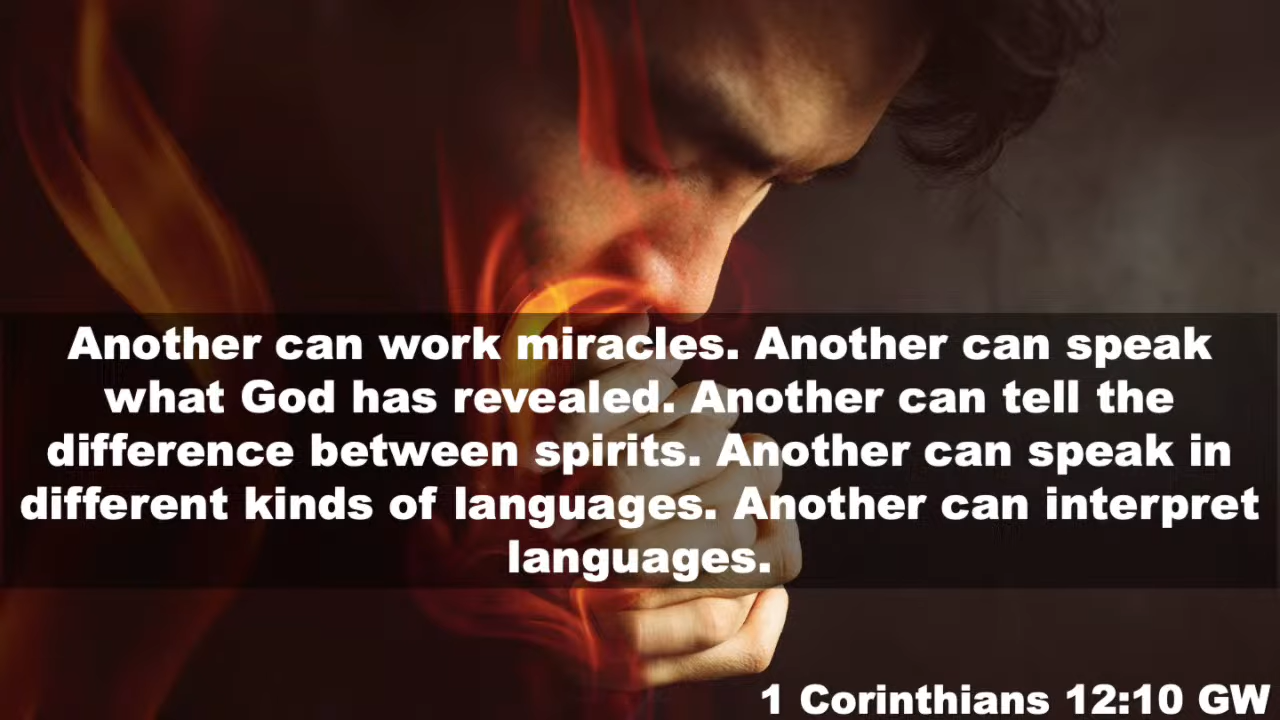 Another can work miracles. Another can speak
what God has revealed. Another can tell the
difference between spirits. Another can speak in
different kinds of languages. Another can interpret
languages.
1 Corinthians 12:10 GW